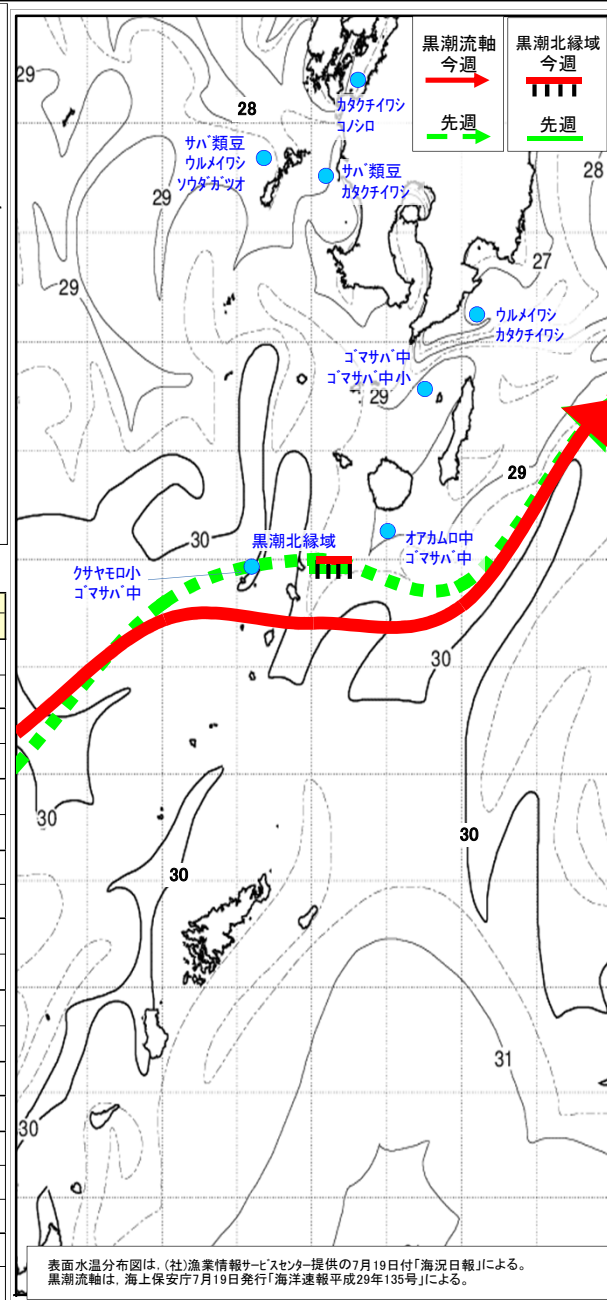 黒潮流軸
今週
先週
黒潮北縁域
今週
先週
29
28
29
29
28
27
カタクチイワシ
コノシロ
サバ類豆
ウルメイワシ
ソウダガツオ
サバ類豆
カタクチイワシ
ウルメイワシ
カタクチイワシ
ゴマサバ中
ゴマサバ中小
29
29
30
黒潮北縁域
オアカムロ中
ゴマサバ中
クサヤモロ小
ゴマサバ中
30
30
30
30
31
30
表面水温分布図は，(社)漁業情報サービスセンター提供の7月19日付「海況日報」による。
黒潮流軸は，海上保安庁7月19日発行「海洋速報平成29年135号」による。